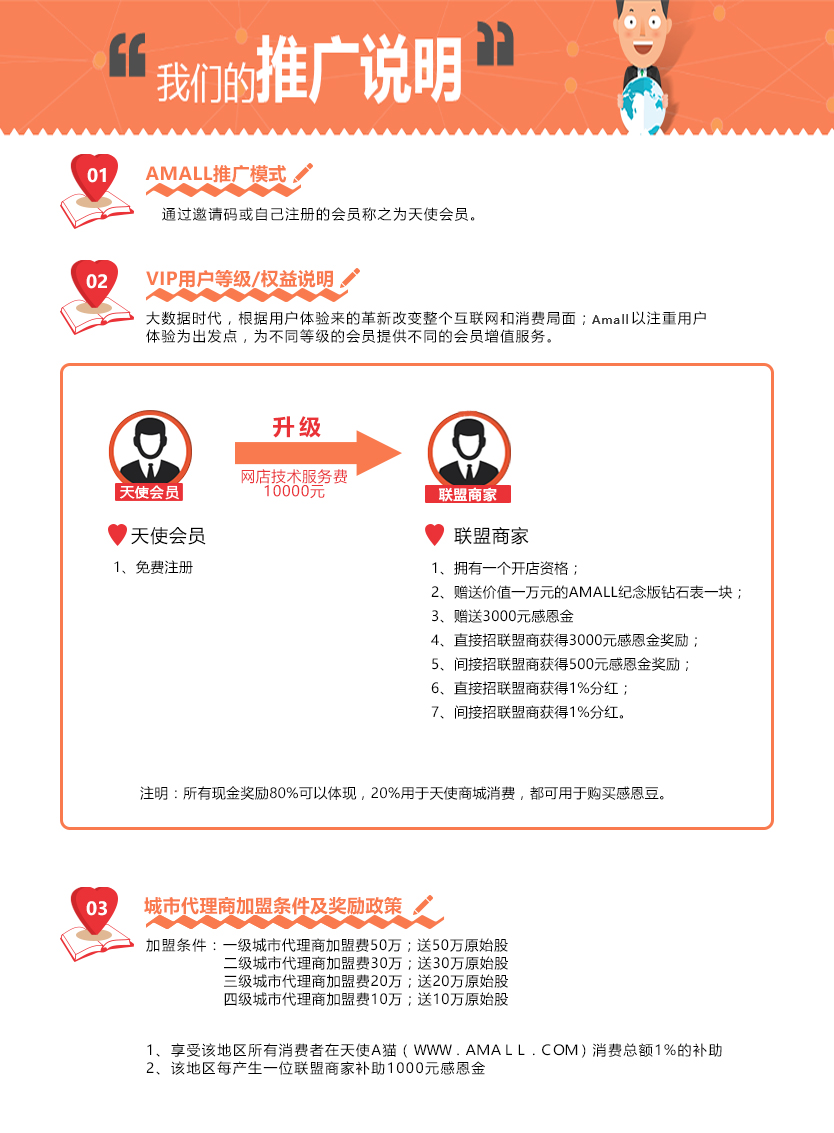 “我们的推广说明”
01
AMALL推广模式
通过邀请码或自己注册的会员称之为天使会员。
02
VIP用户等级/权益说明
大数据时代，根据用户体验来的革新改变整个互联网和消费局面；Amall以注重用户
体验为出发点，为不同等级的会员提供不同的会员增值服务。
升级
网店技术服务费
10000元
天使会员
联盟商家
天使会员
1、免费注册
联盟商家
1、拥有一个开店资格；
2、赠送价值一万元的AMALL纪念版钻石表一块；
3、赠送3000元感恩金
4、直接招联盟商获得3000元感恩金奖励；
5、间接招联盟商获得500元感恩金奖励；
6、直接招联盟商获得1%分红；
7、间接招联盟商获得1%分红。
注明：所有现金奖励80%可以体现，20%用于天使商城消费，都可用于购买感恩豆。
03
城市代理商加盟条件及奖励政策
加盟条件：一级城市代理商加盟费50万；送50万原始股
二级城市代理商加盟费30万；送30万原始股
三级城市代理商加盟费20万；送20万原始股
四级城市代理商加盟费10万；送10万原始股
1、享受该地区所有消费者在天使A猫（WWW.AMALL.COM）消费总额1%的补助
2、该地区每产生一位联盟商家补助1000元感恩金